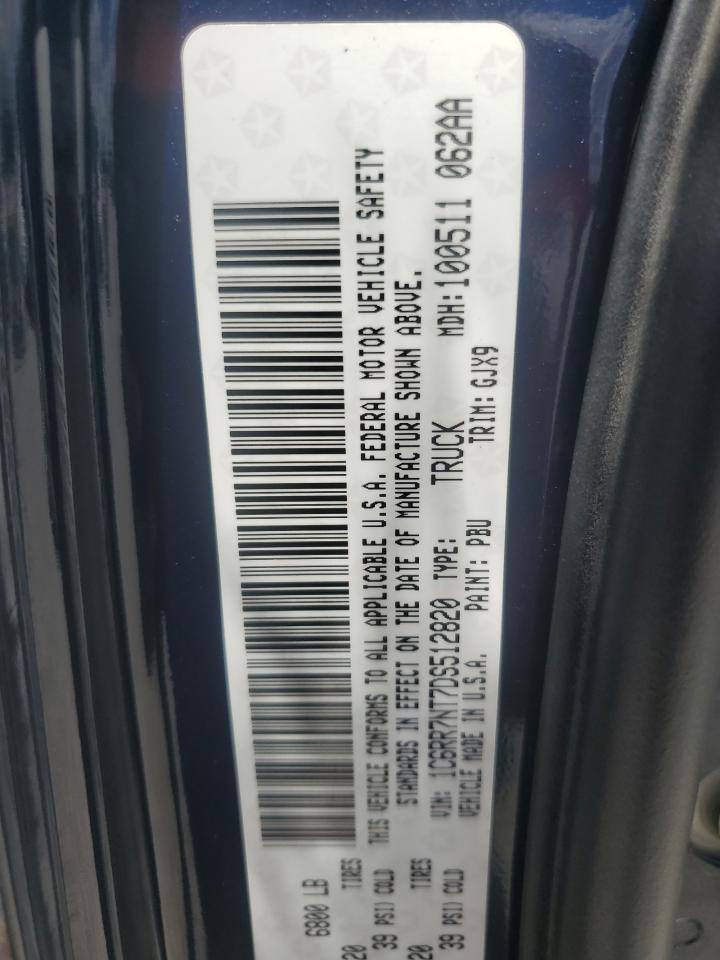 6800 LB
20 TIRES
39 PSI) COLD
THIS VEHICLE CONFORMS TO ALL APPLICABLE U.S.A. FEDERAL MOTOR VEHICLE SAFETY
STANDARDS IN EFFECT ON THE DATE OF MANUFACTURE SHOWN ABOVE.
20 TIRES
39 PSI) COLD
VIN: 1C6RR7NT7DS512820 TYPE: TRUCK MDH:100511 062AA
VEHICLE MADE IN U.S.A. PAINT: PBU TRIM: GJX9